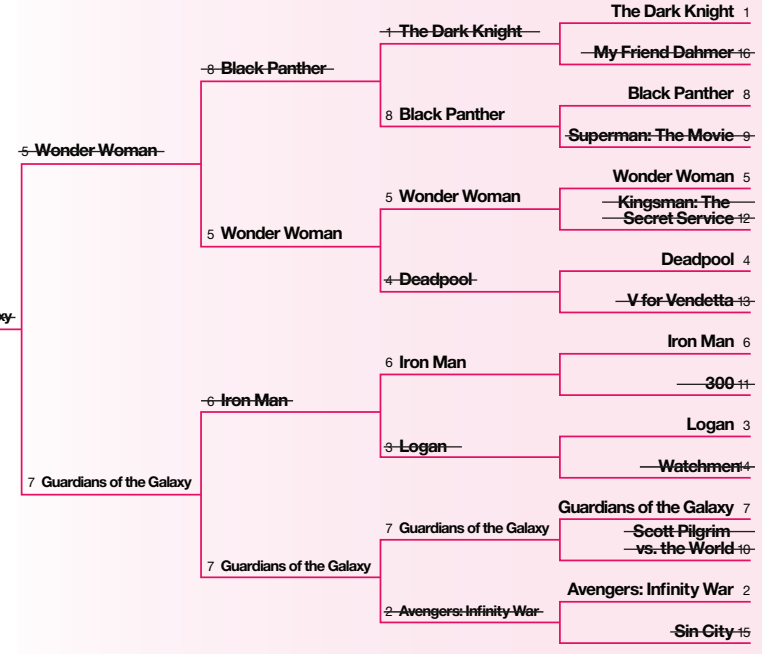 The Dark Knight 1
1 The Dark Knight
My Friend Dahmer 16
8 Black Panther
Black Panther 8
8 Black Panther
Superman: The Movie 9
5 Wonder Woman
Wonder Woman 5
5 Wonder Woman
Kingsman: The
Secret Service 12
5 Wonder Woman
Deadpool 4
4 Deadpool
V for Vendetta 13
xy
Iron Man 6
6 Iron Man
300 11
6 Iron Man
Logan 3
3 Logan
Watchmen 14
7 Guardians of the Galaxy
Guardians of the Galaxy 7
7 Guardians of the Galaxy
Scott Pilgrim
vs. the World 10
7 Guardians of the Galaxy
Avengers: Infinity War 2
2 Avengers: Infinity War
Sin City 15